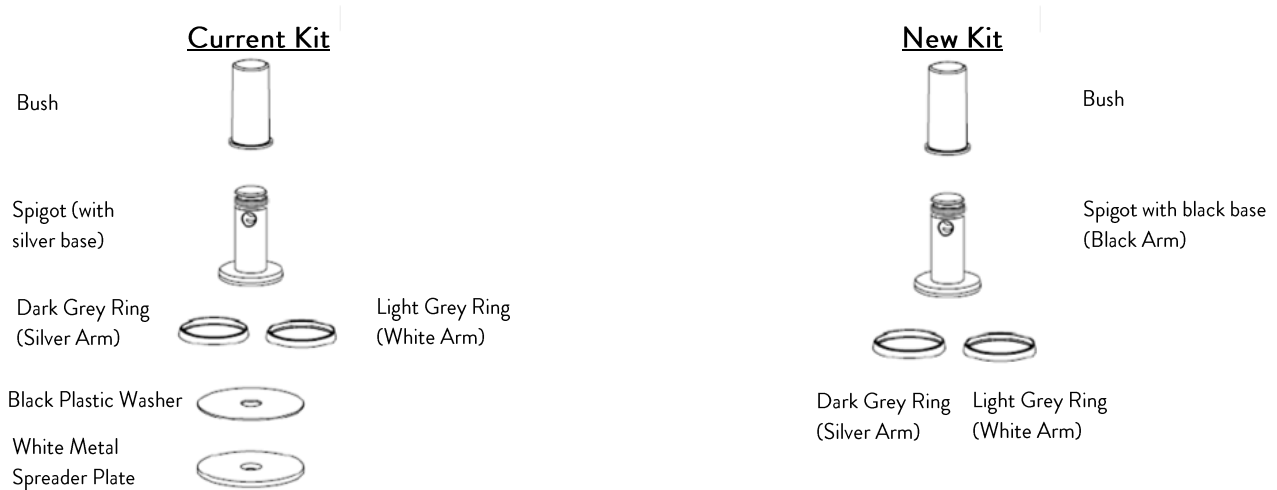 Current Kit
Bush
Spigot (with
silver base)
Dark Grey Ring
(Silver Arm)
Light Grey Ring
(White Arm)
Black Plastic Washer
White Metal
Spreader Plate
New Kit
Bush
Spigot with black base
(Black Arm)
Dark Grey Ring
(Silver Arm)
Light Grey Ring
(White Arm)